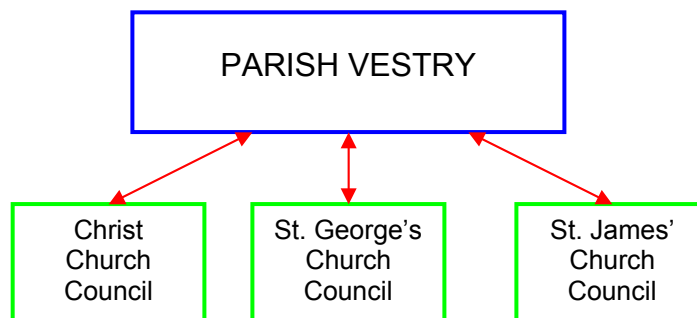 PARISH VESTRY
Christ
Church
Council
St. George’s
Church
Council
St. James’
Church
Council